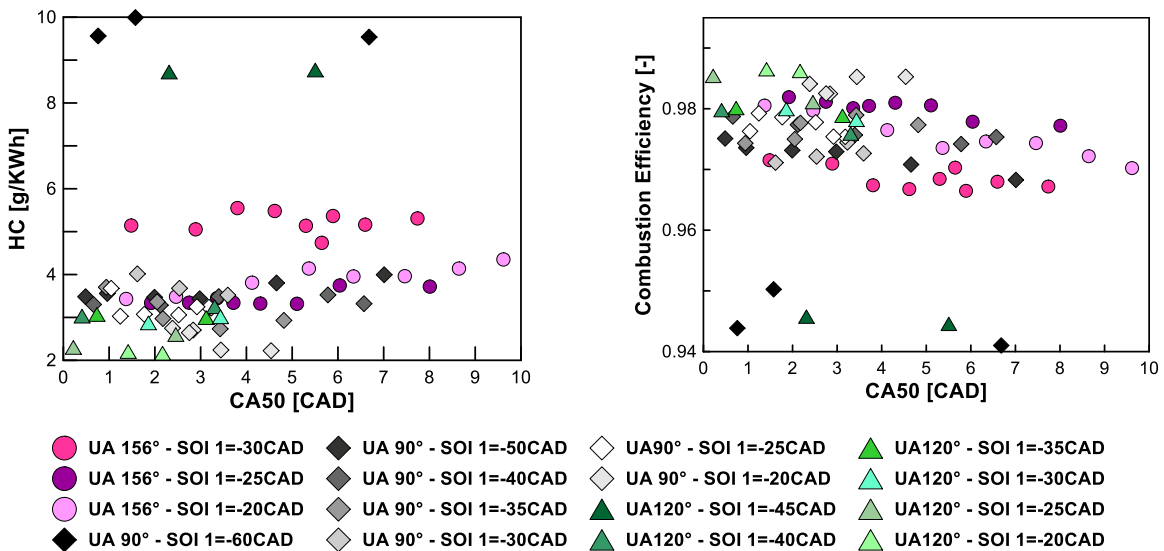 10
8
6
4
2
HC [g/KWh]
0 1 2 3 4 5 6 7 8 9 10
CA50 [CAD]
0.98
0.96
0.94
Combustion Efficiency [-]
0 1 2 3 4 5 6 7 8 9 10
CA50 [CAD]
UA 156° - SOI 1=-30CAD
UA 156° - SOI 1=-25CAD
UA 156° - SOI 1=-20CAD
UA 90° - SOI 1=-60CAD
UA 90° - SOI 1=-50CAD
UA 90° - SOI 1=-40CAD
UA 90° - SOI 1=-35CAD
UA 90° - SOI 1=-30CAD
UA90° - SOI 1=-25CAD
UA 90° - SOI 1=-20CAD
UA120° - SOI 1=-45CAD
UA120° - SOI 1=-40CAD
UA120° - SOI 1=-35CAD
UA120° - SOI 1=-30CAD
UA120° - SOI 1=-25CAD
UA120° - SOI 1=-20CAD